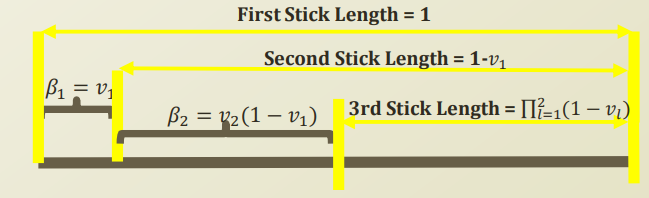 First Stick Length = 1
Second Stick Length = 1-v₁
β₁ = v₁
β₂ = v₂(1 − v₁)
3rd Stick Length = ∏²ₗ₌₁(1 − vₗ)